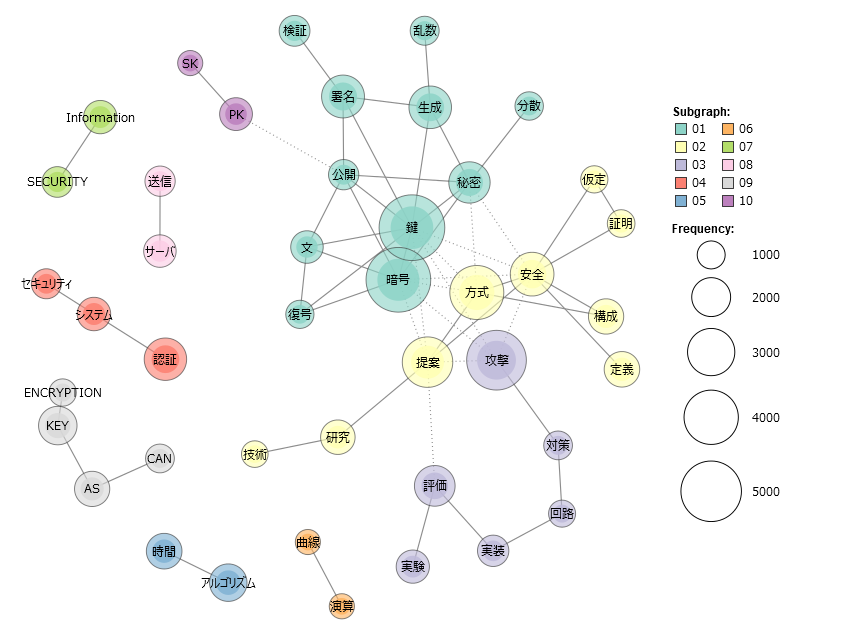 検証
乱数
SK
署名
生成
分散
PK
Information
公開
秘密
仮定
SECURITY
送信
証明
鍵
文
サーバ
暗号
方式
安全
セキュリティ
システム
復号
構成
認証
提案
攻撃
定義
ENCRYPTION
KEY
研究
技術
対策
CAN
AS
評価
回路
曲線
時間
実装
実験
アルゴリズム
演算
Subgraph:
01 06
02 07
03 08
04 09
05 10
Frequency:
1000
2000
3000
4000
5000